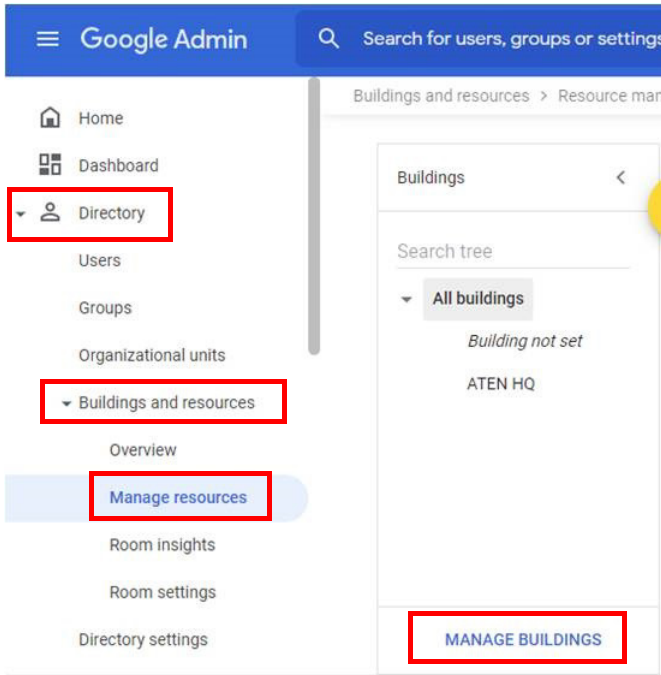 Google Admin
Search for users, groups or settings
Buildings and resources > Resource mar
Home
Dashboard
Directory
Users
Groups
Organizational units
Buildings and resources
Overview
Manage resources
Room insights
Room settings
Directory settings
Buildings
Search tree
All buildings
Building not set
ATEN HQ
MANAGE BUILDINGS